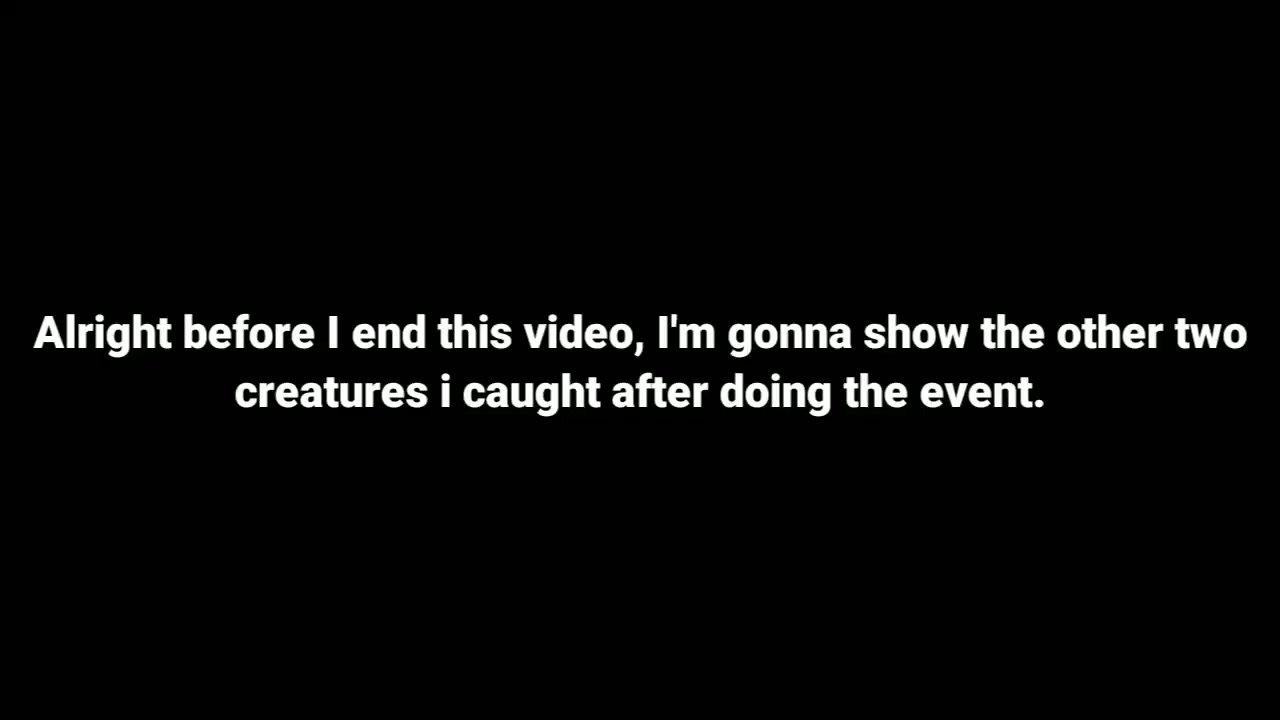 Alright before I end this video, I'm gonna show the other two
creatures i caught after doing the event.